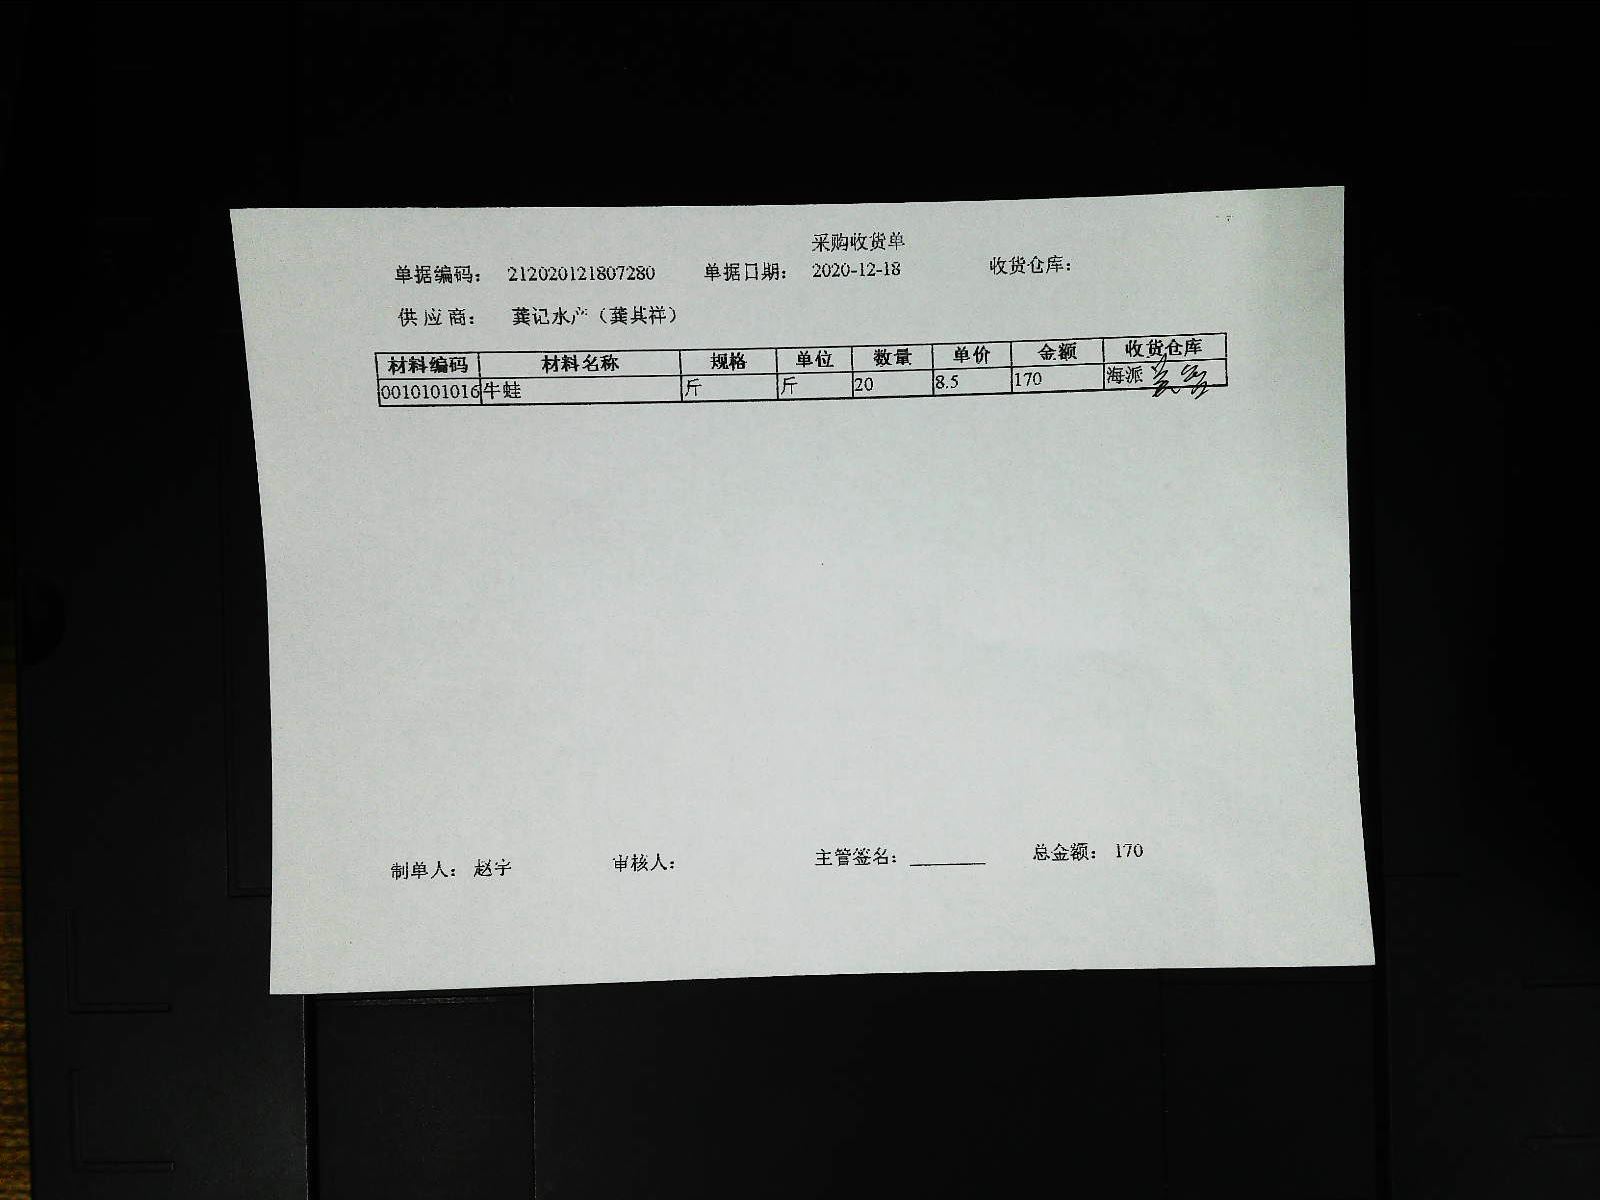 采购收货单
单据编码: 212020121807280 单据日期: 2020-12-18 收货仓库:
供应商: 龚记水产（龚其祥）
材料编码 材料名称 规格 单位 数量 单价 金额 收货仓库
0010101016 牛蛙 斤 斤 20 8.5 170 海派
制单人: 赵宇 审核人: 主管签名: 总金额: 170